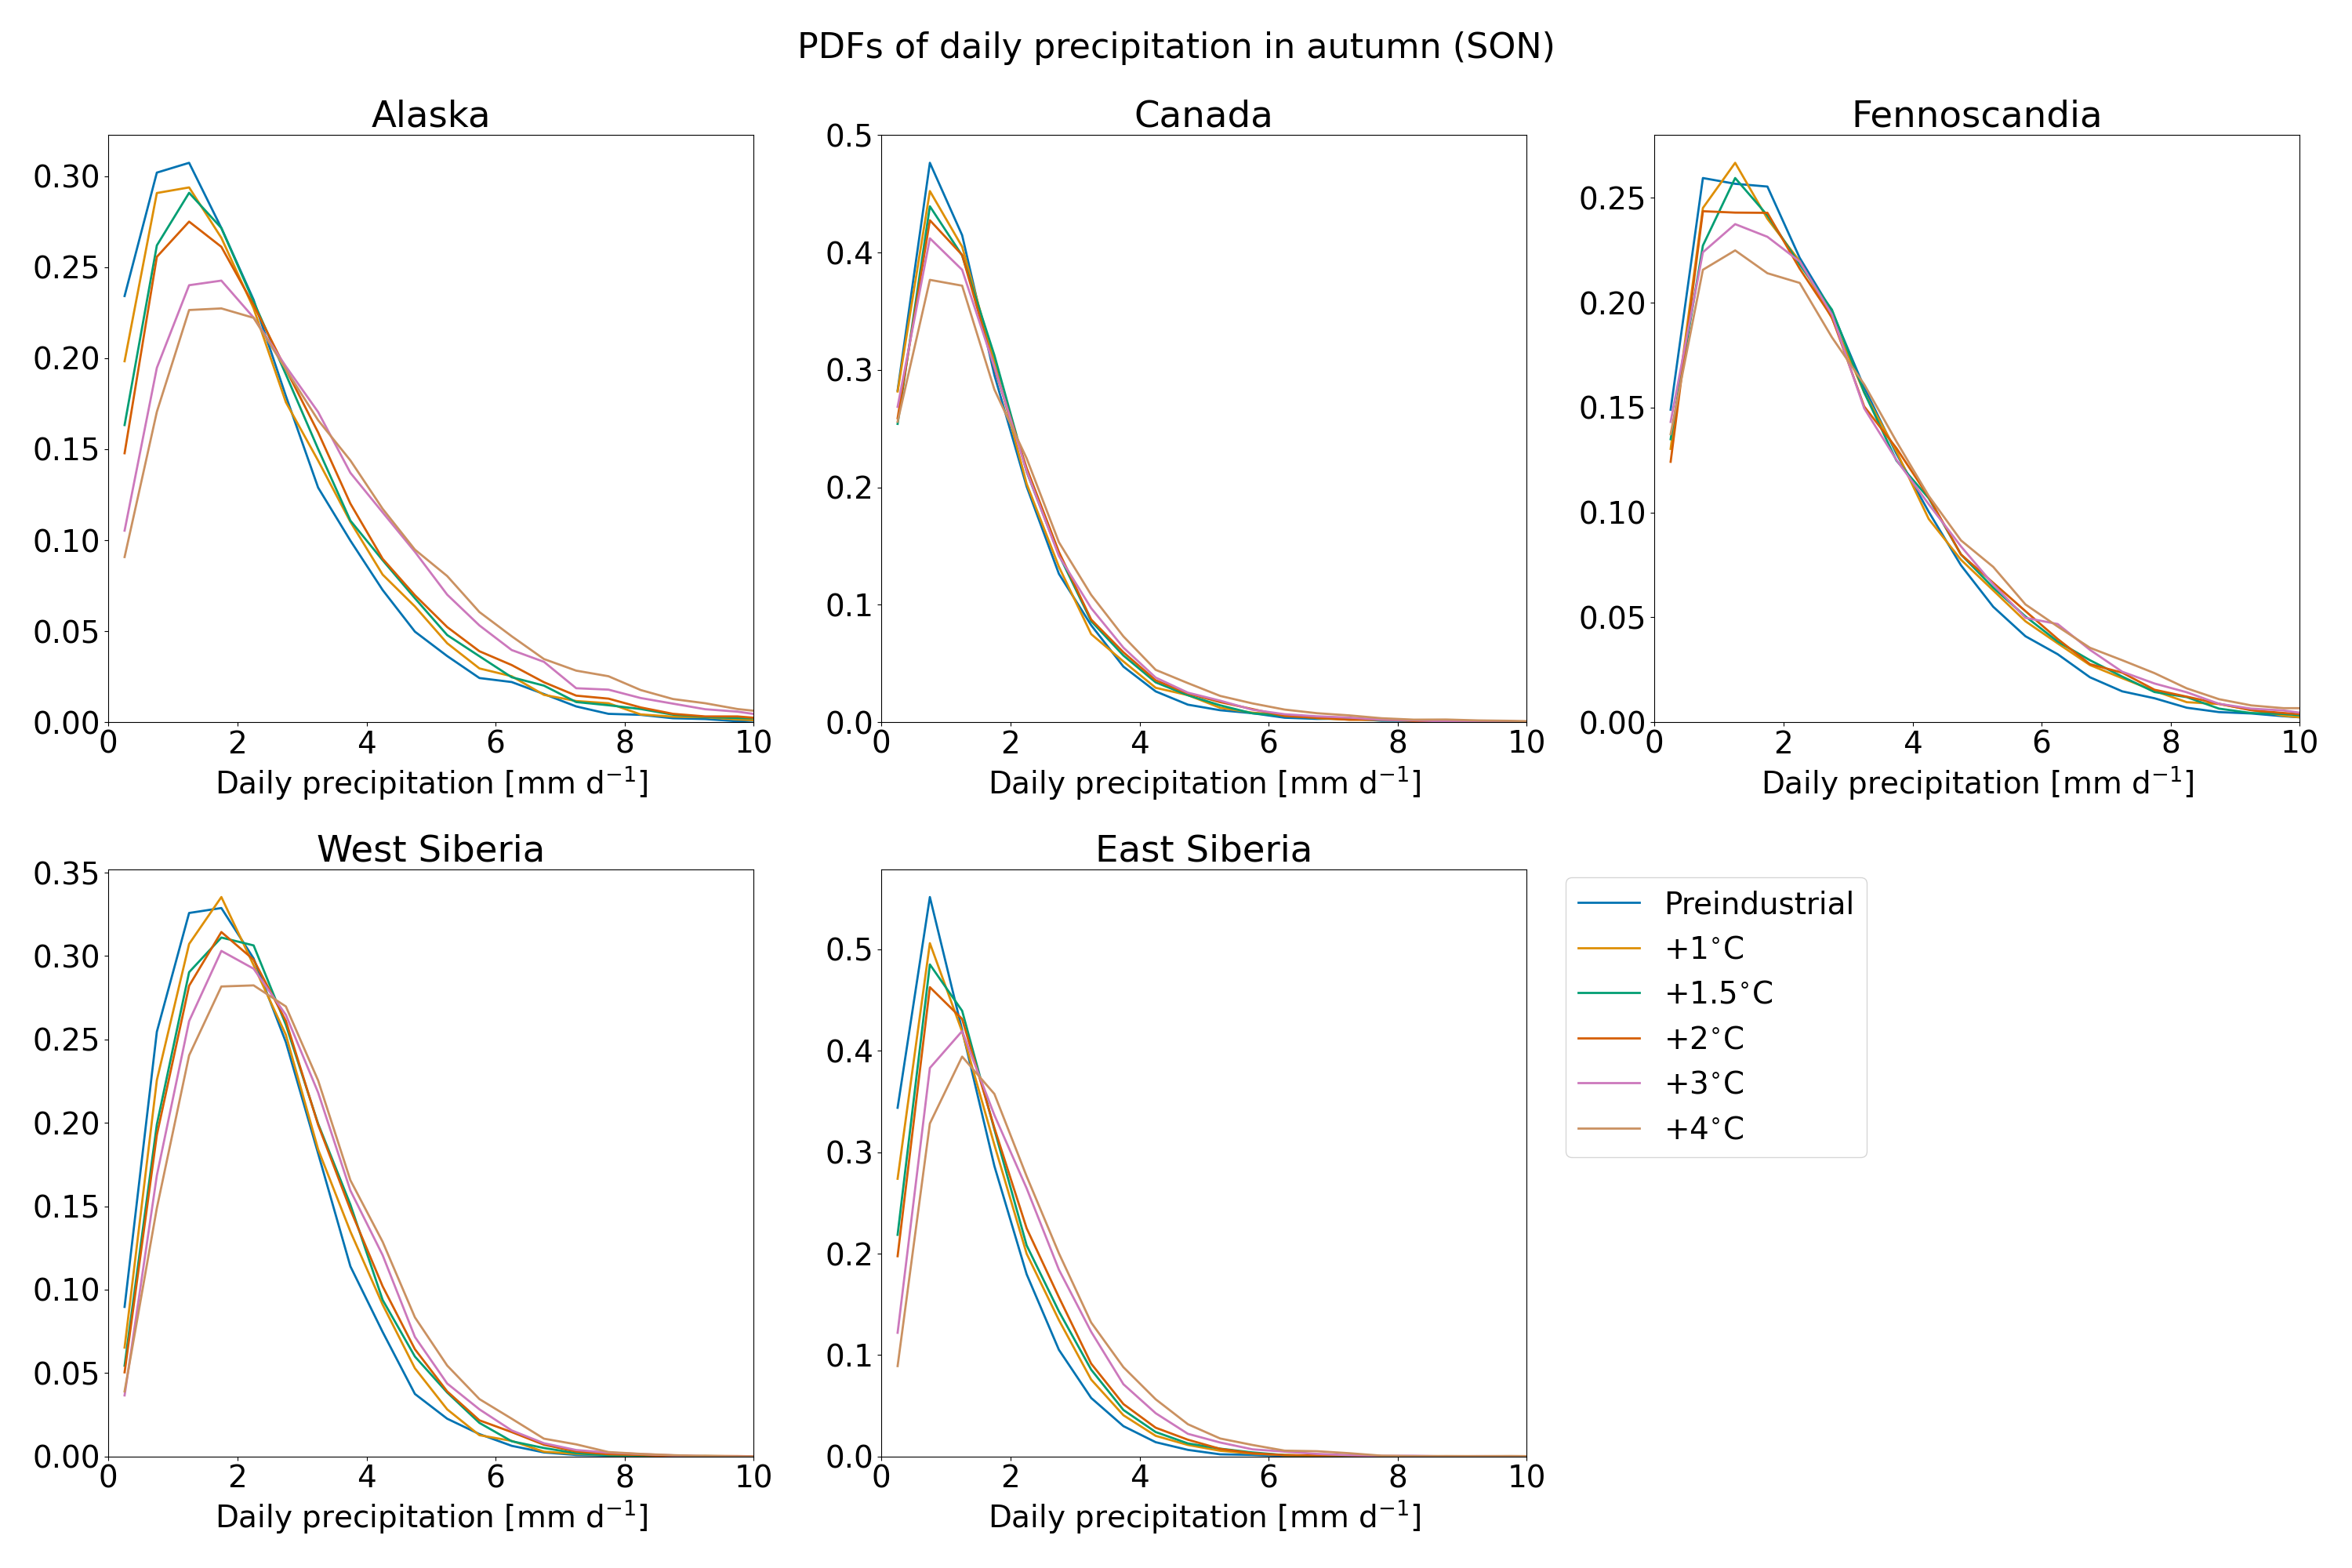 PDFs of daily precipitation in autumn (SON)
Alaska
0.30
0.25
0.20
0.15
0.10
0.05
0.00
0 2 4 6 8 10
Daily precipitation [mm d⁻¹]
Canada
0.5
0.4
0.3
0.2
0.1
0.0
0 2 4 6 8 10
Daily precipitation [mm d⁻¹]
Fennoscandia
0.25
0.20
0.15
0.10
0.05
0.00
0 2 4 6 8 10
Daily precipitation [mm d⁻¹]
West Siberia
0.35
0.30
0.25
0.20
0.15
0.10
0.05
0.00
0 2 4 6 8 10
Daily precipitation [mm d⁻¹]
East Siberia
0.5
0.4
0.3
0.2
0.1
0.0
0 2 4 6 8 10
Daily precipitation [mm d⁻¹]
Preindustrial
+1°C
+1.5°C
+2°C
+3°C
+4°C